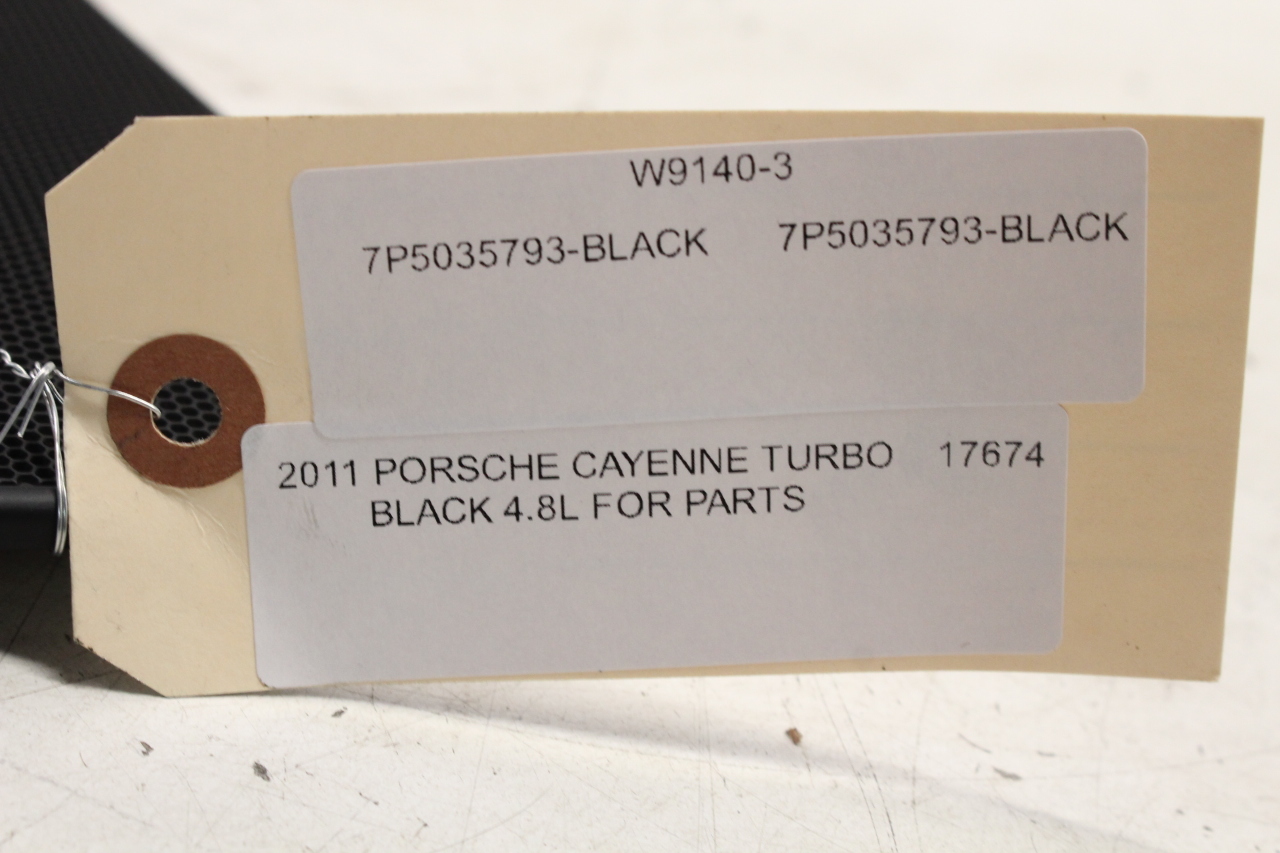 W9140-3
7P5035793-BLACK 7P5035793-BLACK
2011 PORSCHE CAYENNE TURBO 17674
BLACK 4.8L FOR PARTS